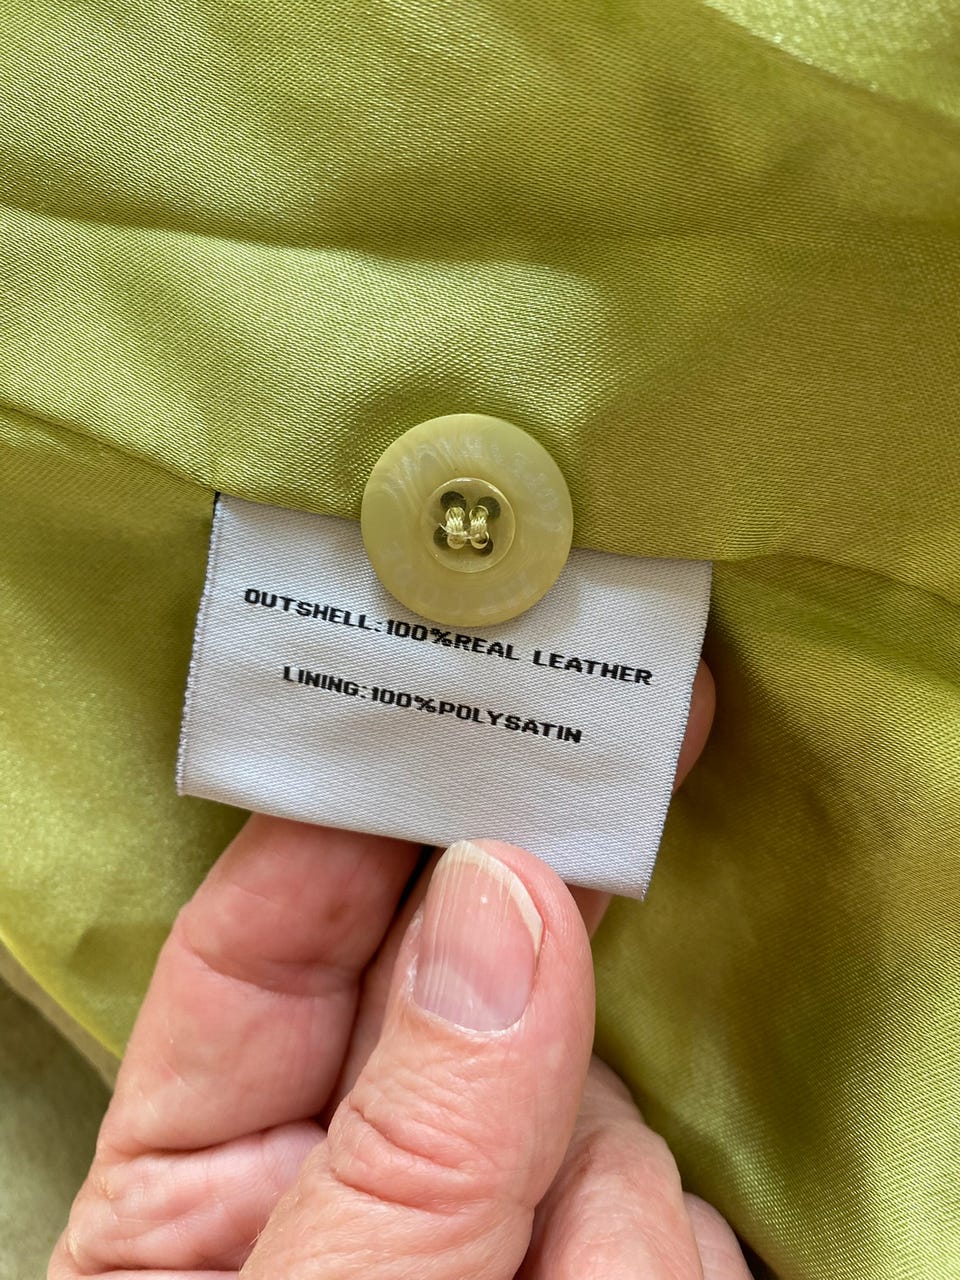 OUTSHELL:100%REAL LEATHER
LINING:100%POLYSATIN